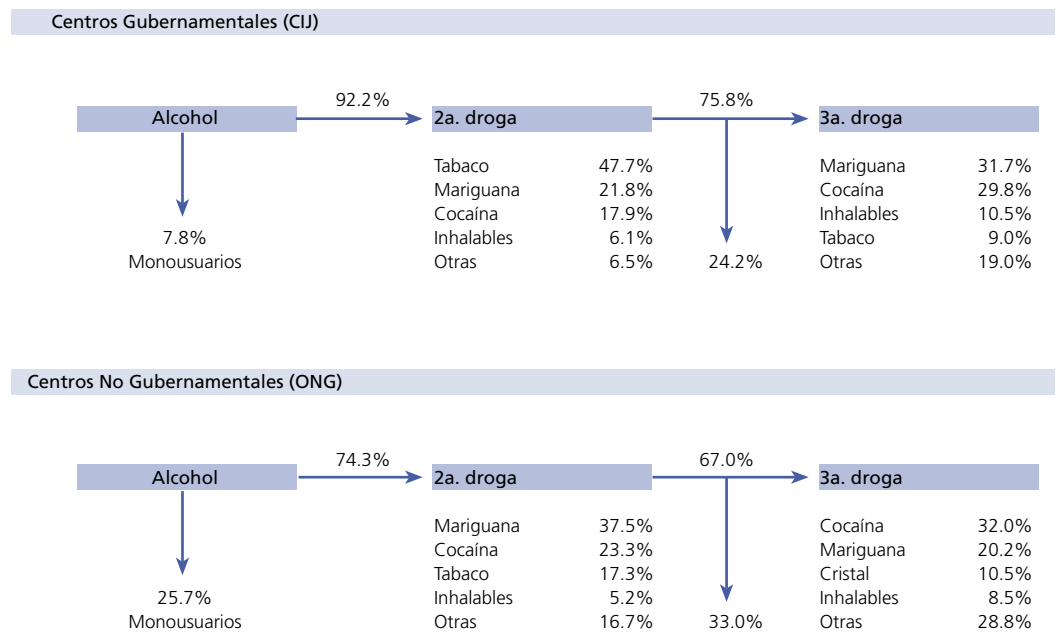 Centros Gubernamentales (CIJ)
92.2% 75.8%
Alcohol 2a. droga 3a. droga
Tabaco 47.7% Mariguana 31.7%
Mariguana 21.8% Cocaína 29.8%
Cocaína 17.9% Inhalables 10.5%
7.8% Inhalables 6.1% Tabaco 9.0%
Monousuarios Otras 6.5% 24.2% Otras 19.0%
Centros No Gubernamentales (ONG)
74.3% 67.0%
Alcohol 2a. droga 3a. droga
Mariguana 37.5% Cocaína 32.0%
Cocaína 23.3% Mariguana 20.2%
Tabaco 17.3% Cristal 10.5%
25.7% Inhalables 5.2% Inhalables 8.5%
Monousuarios Otras 16.7% 33.0% Otras 28.8%